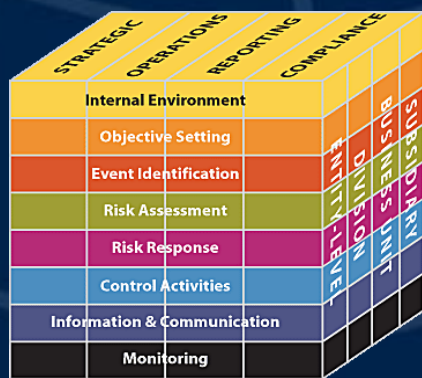 STRATEGIC
OPERATIONS
REPORTING
COMPLIANCE
Internal Environment
Objective Setting
Event Identification
Risk Assessment
Risk Response
Control Activities
Information & Communication
Monitoring
ENTITY-LEVEL
DIVISION
BUSINESS UNIT
SUBSIDIARY